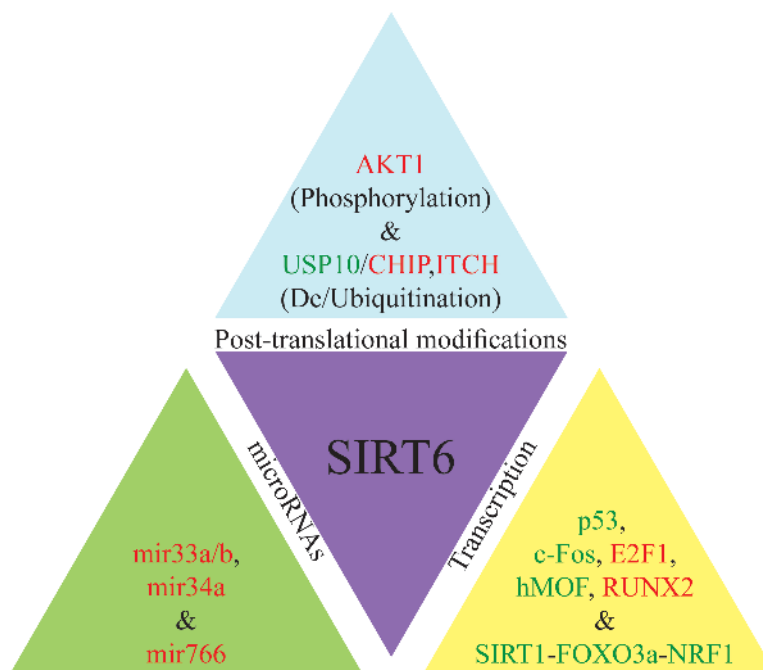 AKT1
(Phosphorylation)
&
USP10/CHIP,ITCH
(De/Ubiquitination)
Post-translational modifications
SIRT6
microRNAs
Transcription
mir33a/b,
mir34a
&
mir766
p53,
c-Fos, E2F1,
hMOF, RUNX2
&
SIRT1-FOXO3a-NRF1